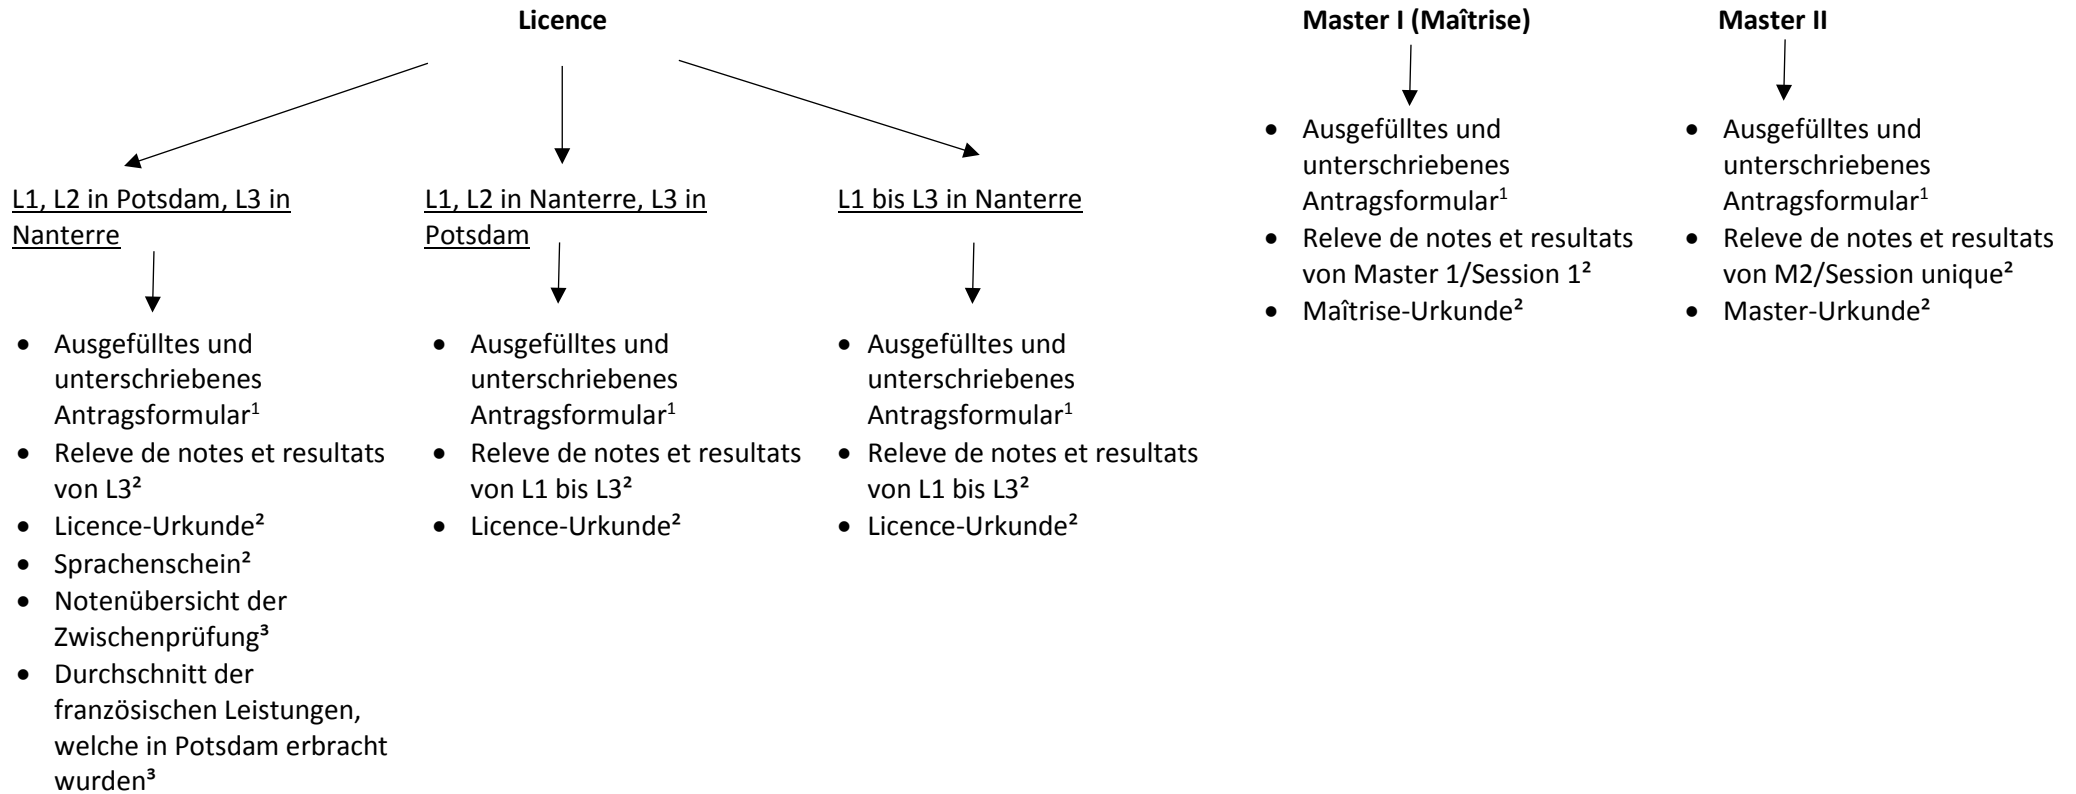 Licence
Master I (Maîtrise)
Master II
L1, L2 in Potsdam, L3 in
Nanterre
• Ausgefülltes und
unterschriebenes
Antragsformular¹
• Releve de notes et resultats
von L3²
• Licence-Urkunde²
• Sprachenschein²
• Notenübersicht der
Zwischenprüfung³
• Durchschnitt der
französischen Leistungen,
welche in Potsdam erbracht
wurden³
L1, L2 in Nanterre, L3 in
Potsdam
• Ausgefülltes und
unterschriebenes
Antragsformular¹
• Releve de notes et resultats
von L1 bis L3²
• Licence-Urkunde²
L1 bis L3 in Nanterre
• Ausgefülltes und
unterschriebenes
Antragsformular¹
• Releve de notes et resultats
von L1 bis L3²
• Licence-Urkunde²
• Ausgefülltes und
unterschriebenes
Antragsformular¹
• Releve de notes et resultats
von Master 1/Session 1²
• Maîtrise-Urkunde²
• Ausgefülltes und
unterschriebenes
Antragsformular¹
• Releve de notes et resultats
von M2/Session unique²
• Master-Urkunde²